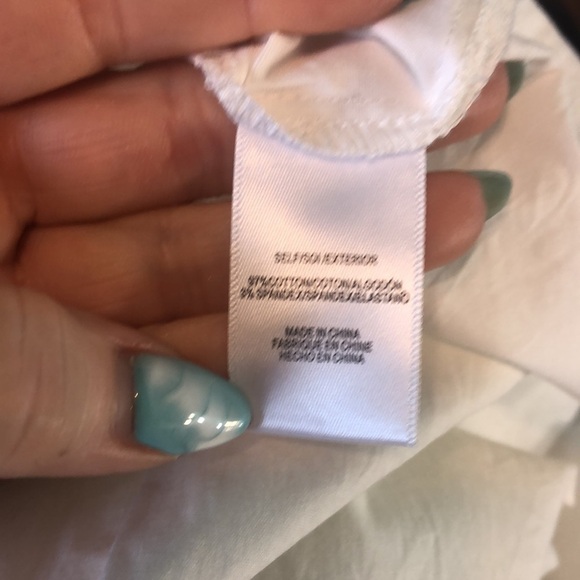 SELF/SOI/EXTERIOR
97%COTTON/COTON/ALGODÓN
3% SPANDEX/SPANDEX/ELASTANO
MADE IN CHINA
FABRIQUE EN CHINE
HECHO EN CHINA